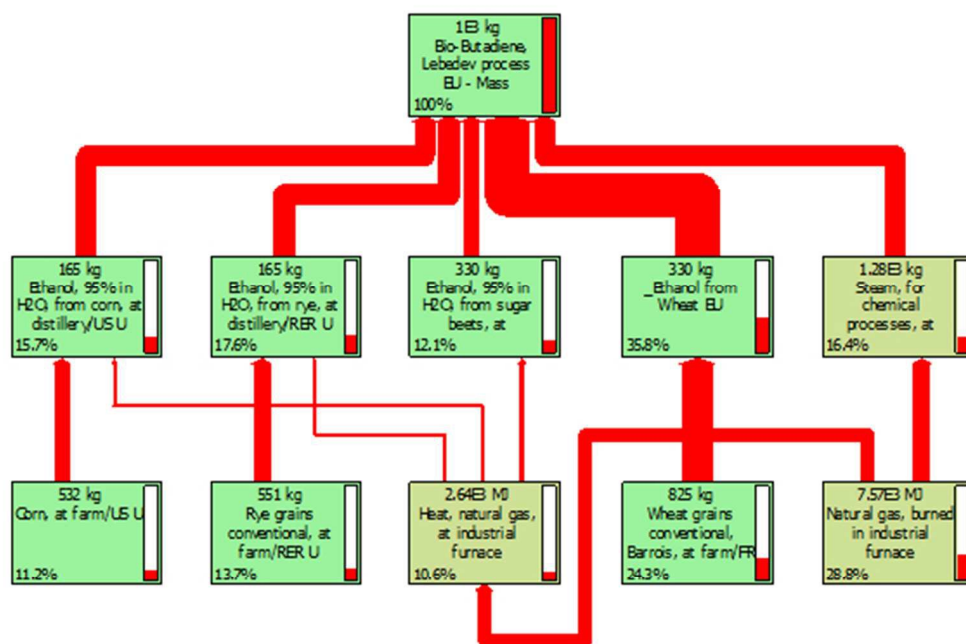 1E3 kg
Bio-Butadiene,
Lebedev process
EU - Mass
100%
165 kg
Ethanol, 95% in
H2O, from corn, at
distillery/US U
15.7%
165 kg
Ethanol, 95% in
H2O, from rye, at
distillery/RER U
17.6%
330 kg
Ethanol, 95% in
H2O, from sugar
beets, at
12.1%
330 kg
_Ethanol from
Wheat EU
35.8%
1.28E3 kg
Steam, for
chemical
processes, at
16.4%
532 kg
Corn, at farm/US U
11.2%
551 kg
Rye grains
conventional, at
farm/RER U
13.7%
2.64E3 MJ
Heat, natural gas,
at industrial
furnace
10.6%
825 kg
Wheat grains
conventional,
Barrois, at farm/FR
24.3%
7.57E3 MJ
Natural gas, burned
in industrial
furnace
28.8%